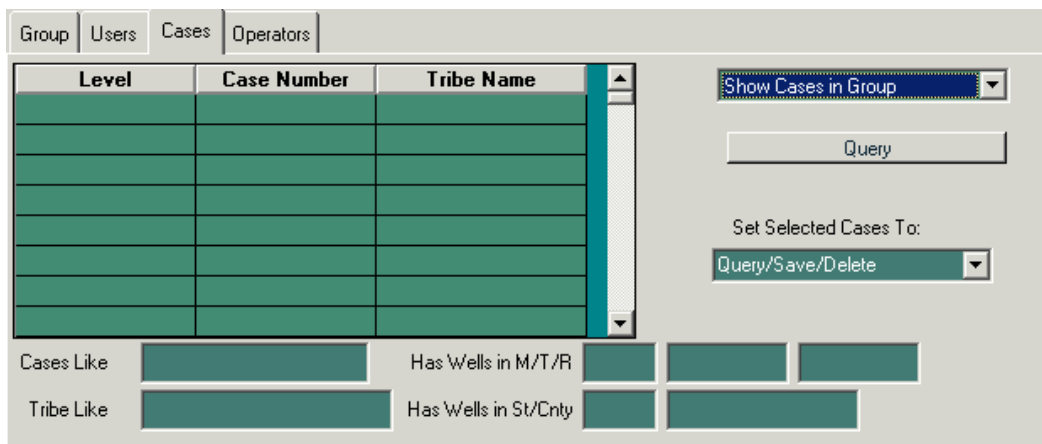 Group Users Cases Operators
Level Case Number Tribe Name
Show Cases in Group
Query
Set Selected Cases To:
Query/Save/Delete
Cases Like Has Wells in M/T/R
Tribe Like Has Wells in St/Cnty